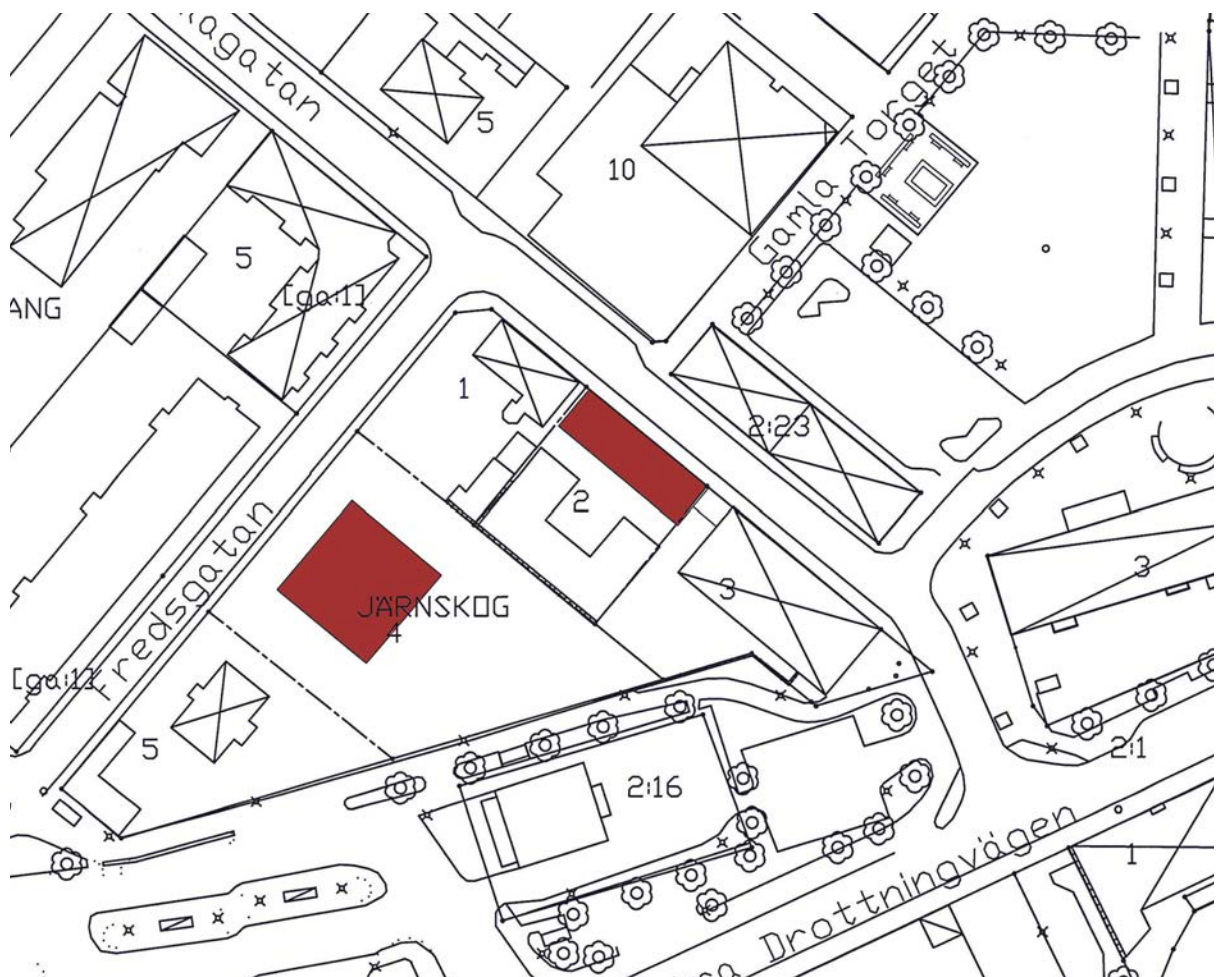 agatan
5
10
Gamla Torget
5
[ga:1]
ANG
1
2:23
2
3
3
JÄRNSKOG
4
Fredsgatan
[ga:1]
5
2:16
2:1
Drottningvägen
1